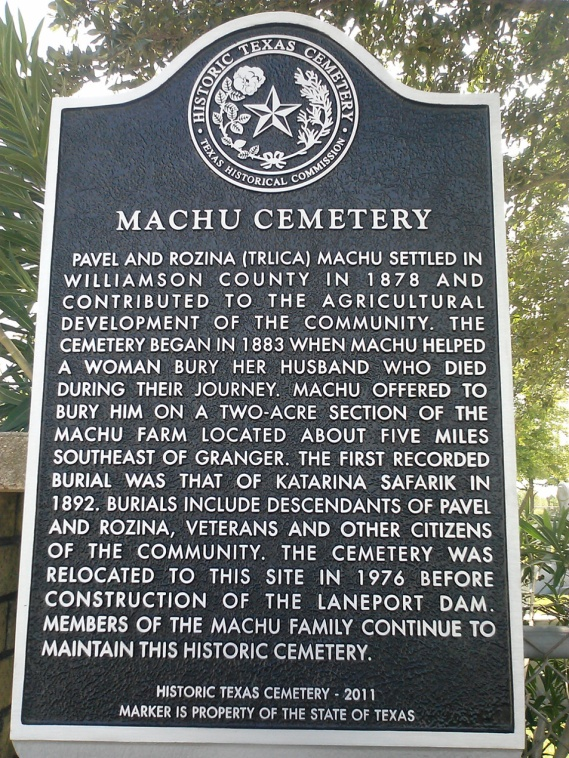 HISTORIC TEXAS CEMETERY
TEXAS HISTORICAL COMMISSION
MACHU CEMETERY
PAVEL AND ROZINA (TRLICA) MACHU SETTLED IN
WILLIAMSON COUNTY IN 1878 AND
CONTRIBUTED TO THE AGRICULTURAL
DEVELOPMENT OF THE COMMUNITY. THE
CEMETERY BEGAN IN 1883 WHEN MACHU HELPED
A WOMAN BURY HER HUSBAND WHO DIED
DURING THEIR JOURNEY. MACHU OFFERED TO
BURY HIM ON A TWO-ACRE SECTION OF THE
MACHU FARM LOCATED ABOUT FIVE MILES
SOUTHEAST OF GRANGER. THE FIRST RECORDED
BURIAL WAS THAT OF KATARINA SAFARIK IN
1892. BURIALS INCLUDE DESCENDANTS OF PAVEL
AND ROZINA, VETERANS AND OTHER CITIZENS
OF THE COMMUNITY. THE CEMETERY WAS
RELOCATED TO THIS SITE IN 1976 BEFORE
CONSTRUCTION OF THE LANEPORT DAM.
MEMBERS OF THE MACHU FAMILY CONTINUE TO
MAINTAIN THIS HISTORIC CEMETERY.
HISTORIC TEXAS CEMETERY - 2011
MARKER IS PROPERTY OF THE STATE OF TEXAS